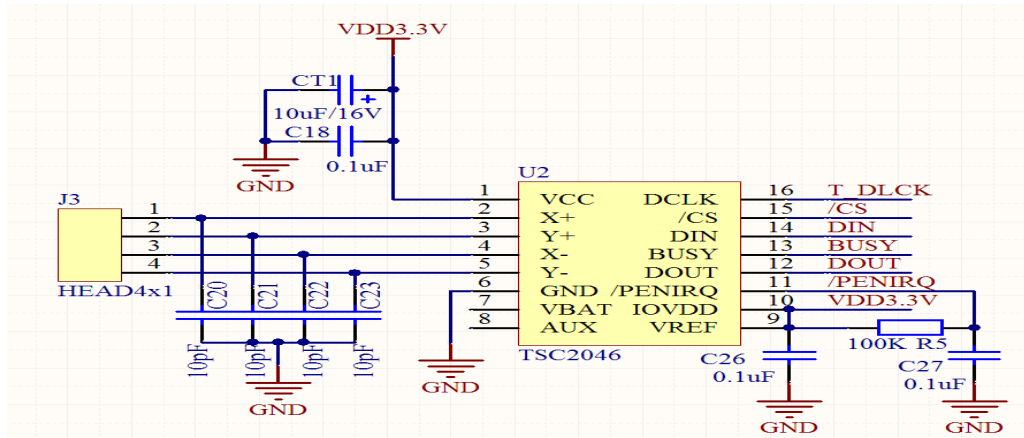 VDD3.3V
CT1
10uF/16V
C18
0.1uF
GND
J3
1
2
3
4
HEAD4x1
C20
C21
C22
C23
10pF
10pF
10pF
10pF
GND
U2
1 VCC DCLK 16 T_DLCK
2 X+ /CS 15 /CS
3 Y+ DIN 14 DIN
4 X- BUSY 13 BUSY
5 Y- DOUT 12 DOUT
6 GND /PENIRQ 11 /PENIRQ
7 VBAT IOVDD 10 VDD3.3V
8 AUX VREF 9
TSC2046
GND
100K R5
C26
0.1uF
GND
C27
0.1uF
GND